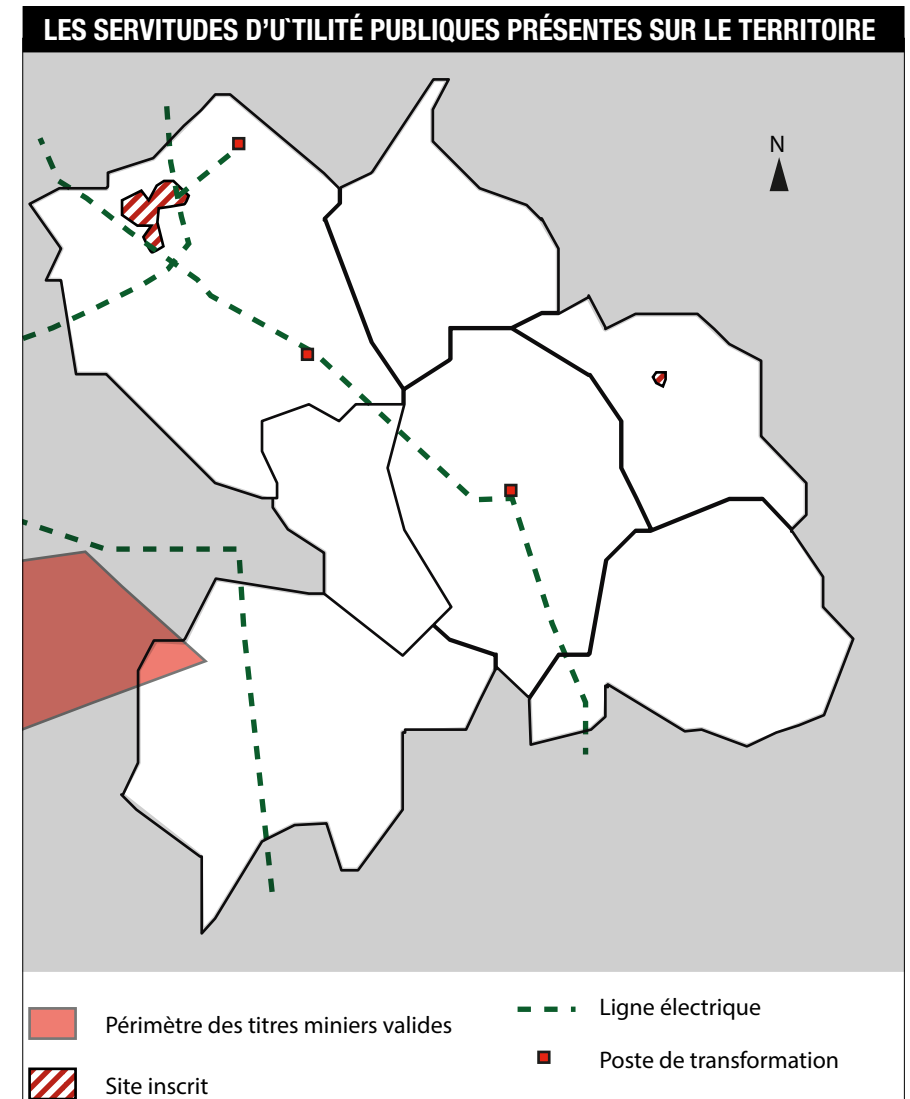 LES SERVITUDES D'U`TILITÉ PUBLIQUES PRÉSENTES SUR LE TERRITOIRE
N
Périmètre des titres miniers valides
Site inscrit
Ligne électrique
Poste de transformation